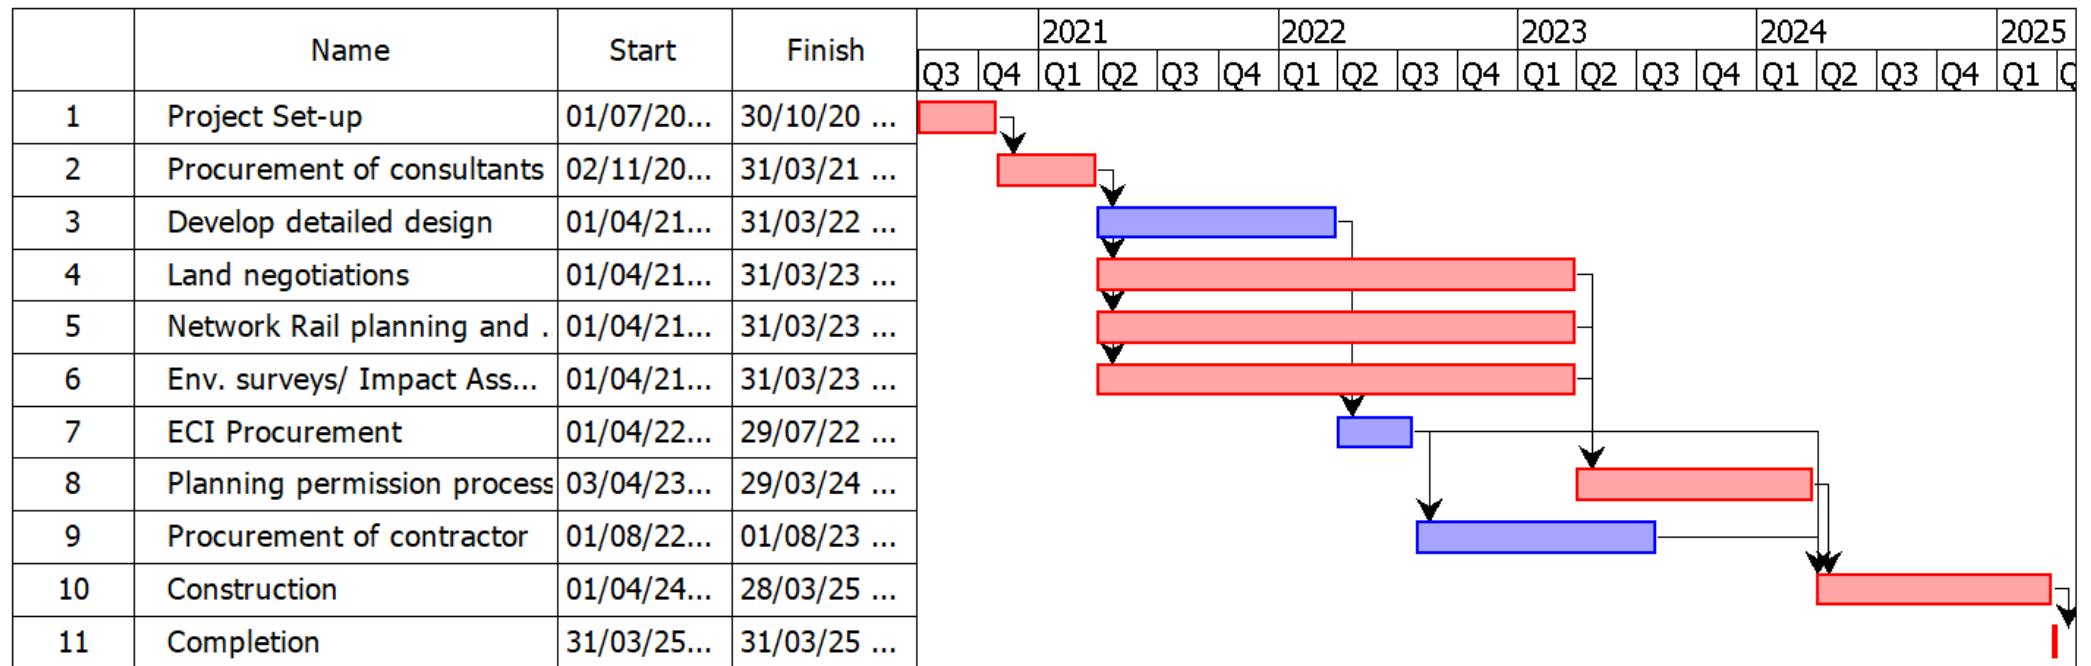 2021 2022 2023 2024 2025
Name Start Finish
Q3 Q4 Q1 Q2 Q3 Q4 Q1 Q2 Q3 Q4 Q1 Q2 Q3 Q4 Q1 Q2 Q3 Q4 Q1 Q
1 Project Set-up 01/07/20... 30/10/20 ...
2 Procurement of consultants 02/11/20... 31/03/21 ...
3 Develop detailed design 01/04/21... 31/03/22 ...
4 Land negotiations 01/04/21... 31/03/23 ...
5 Network Rail planning and . 01/04/21... 31/03/23 ...
6 Env. surveys/ Impact Ass... 01/04/21... 31/03/23 ...
7 ECI Procurement 01/04/22... 29/07/22 ...
8 Planning permission process 03/04/23... 29/03/24 ...
9 Procurement of contractor 01/08/22... 01/08/23 ...
10 Construction 01/04/24... 28/03/25 ...
11 Completion 31/03/25... 31/03/25 ...